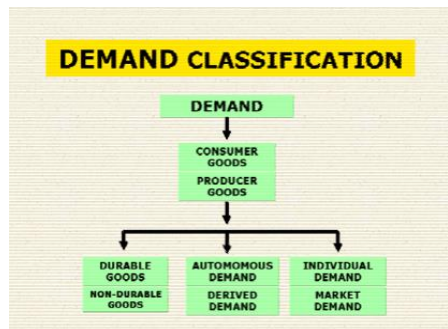 DEMAND CLASSIFICATION
DEMAND
CONSUMER
GOODS
PRODUCER
GOODS
DURABLE
GOODS
NON-DURABLE
GOODS
AUTOMOMOUS
DEMAND
DERIVED
DEMAND
INDIVIDUAL
DEMAND
MARKET
DEMAND